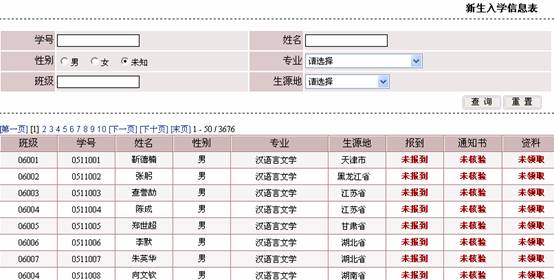 新生入学信息表
学号 姓名
性别 男 女 未知 专业 请选择
班级 生源地 请选择
查 询 重 置
[第一页] [1] 2 3 4 5 6 7 8 9 10 [下一页] [下十页] [末页] 1 - 50 / 3676
班级 学号 姓名 性别 专业 生源地 报到 通知书 资料
06001 0511001 靳德楠 男 汉语言文学 天津市 未报到 未核验 未领取
06002 0511002 张舸 男 汉语言文学 黑龙江省 未报到 未核验 未领取
06003 0511003 查誉劼 男 汉语言文学 江苏省 未报到 未核验 未领取
06004 0511004 陈成 男 汉语言文学 江苏省 未报到 未核验 未领取
06005 0511005 郑世超 男 汉语言文学 甘肃省 未报到 未核验 未领取
06006 0511006 李默 男 汉语言文学 湖北省 未报到 未核验 未领取
06007 0511007 朱英华 男 汉语言文学 湖北省 未报到 未核验 未领取
06008 0511008 向文钦 男 汉语言文学 湖南省 未报到 未核验 未领取